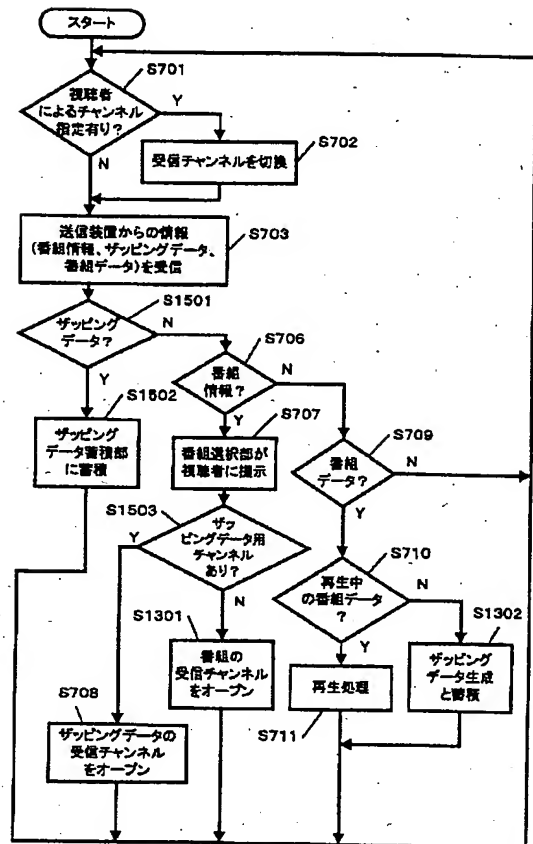 スタート
S701
視聴者
によるチャンネル
指定有り?
Y
N
S702
受信チャンネルを切換
送信装置からの情報
(番組情報、ザッピングデータ、
番組データ)を受信
S703
S1501
ザッピング
データ?
N
Y
S706
番組
情報?
N
Y
S1502
ザッピング
データ蓄積部
に蓄積
S707
番組選択部が
視聴者に提示
S709
番組
データ?
N
Y
S1503
ザッ
ピングデータ用
チャンネル
あり?
Y
N
S710
再生中
の番組データ
?
N
Y
S1301
番組の
受信チャンネル
をオープン
S1302
ザッピング
データ生成
と蓄積
再生処理
S711
S708
ザッピングデータの
受信チャンネル
をオープン